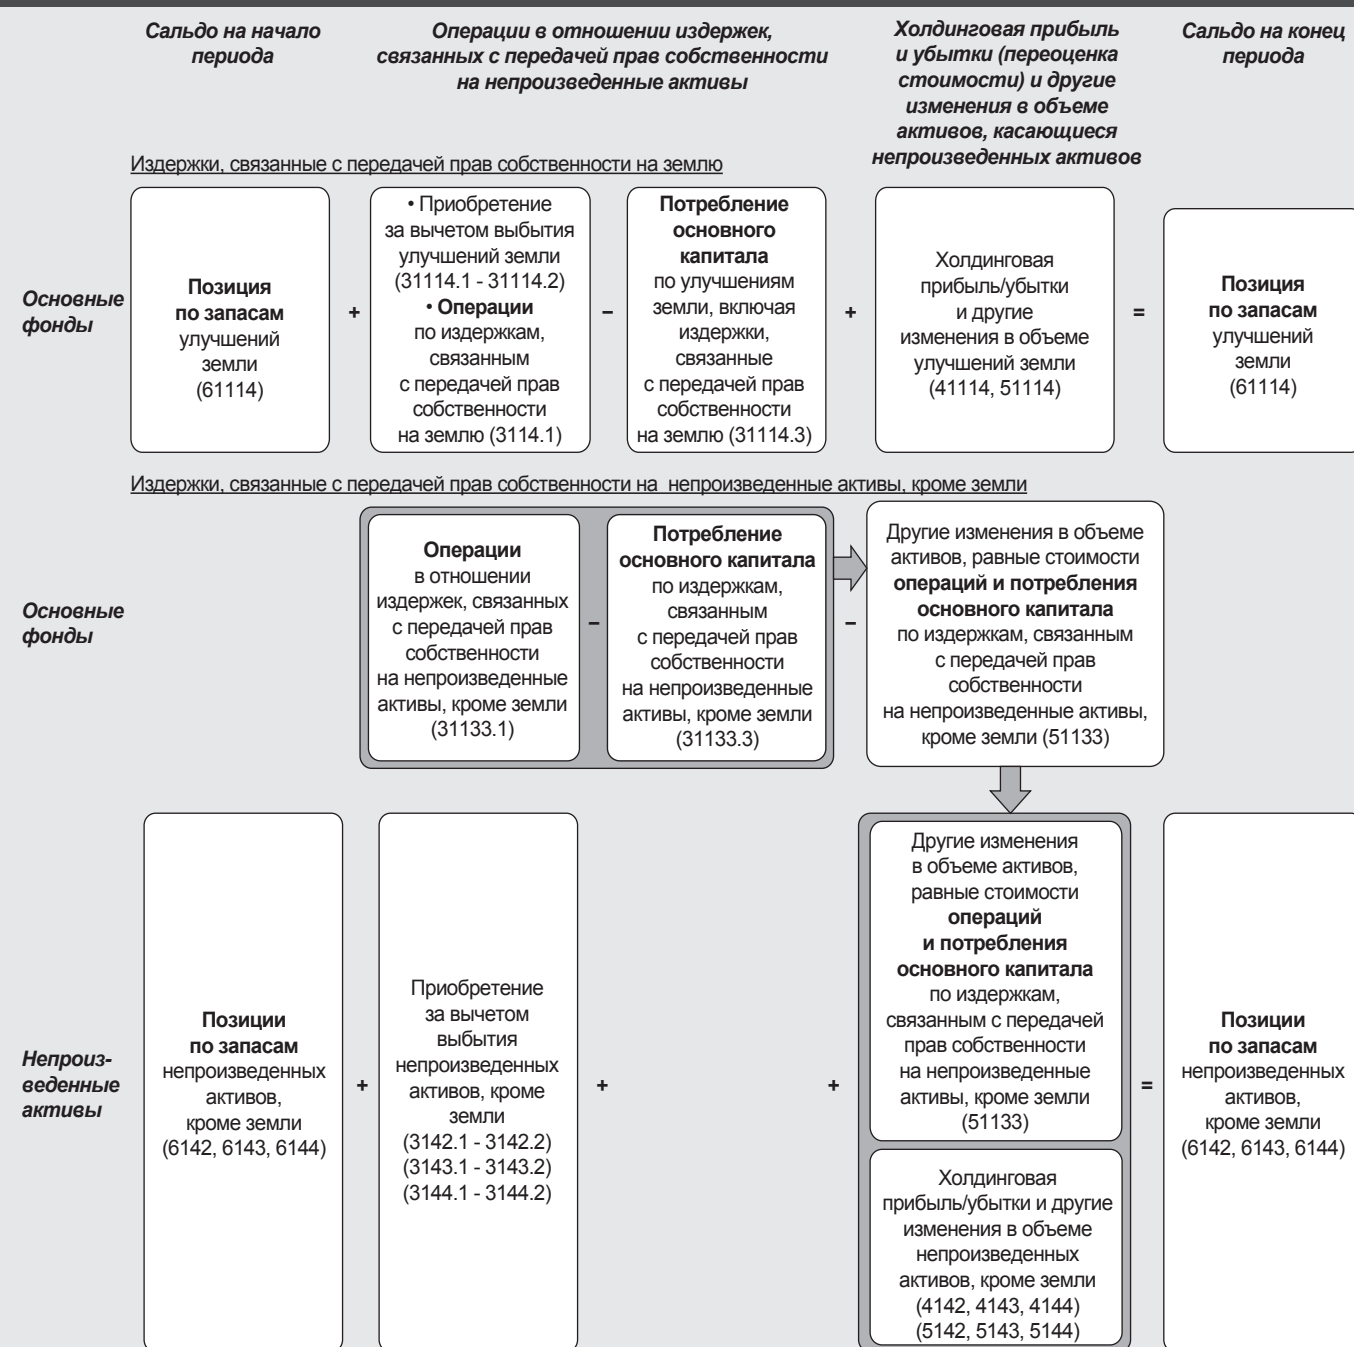 Сальдо на начало
периода
Операции в отношении издержек,
связанных с передачей прав собственности
на непроизведенные активы
Холдинговая прибыль
и убытки (переоценка
стоимости) и другие
изменения в объеме
активов, касающиеся
непроизведенных активов
Сальдо на конец
периода
Издержки, связанные с передачей прав собственности на землю
Основные
фонды
Позиция
по запасам
улучшений
земли
(61114)
+
• Приобретение
за вычетом выбытия
улучшений земли
(31114.1 - 31114.2)
• Операции
по издержкам,
связанным
с передачей прав
собственности
на землю (3114.1)
–
Потребление
основного
капитала
по улучшениям
земли, включая
издержки,
связанные
с передачей прав
собственности
на землю (31114.3)
+
Холдинговая
прибыль/убытки
и другие
изменения в объеме
улучшений земли
(41114, 51114)
=
Позиция
по запасам
улучшений
земли
(61114)
Издержки, связанные с передачей прав собственности на непроизведенные активы, кроме земли
Основные
фонды
Операции
в отношении
издержек, связанных
с передачей прав
собственности
на непроизведенные
активы, кроме земли
(31133.1)
–
Потребление
основного капитала
по издержкам,
связанным
с передачей прав
собственности
на непроизведенные
активы, кроме земли
(31133.3)
–
Другие изменения в объеме
активов, равные стоимости
операций и потребления
основного капитала
по издержкам, связанным
с передачей прав
собственности
на непроизведенные активы,
кроме земли (51133)
Непроиз-
веденные
активы
Позиции
по запасам
непроизведенных
активов,
кроме земли
(6142, 6143, 6144)
+
Приобретение
за вычетом
выбытия
непроизведенных
активов, кроме
земли
(3142.1 - 3142.2)
(3143.1 - 3143.2)
(3144.1 - 3144.2)
+
+
Другие изменения
в объеме активов,
равные стоимости
операций
и потребления
основного капитала
по издержкам,
связанным с передачей
прав собственности
на непроизведенные
активы, кроме земли
(51133)
Холдинговая
прибыль/убытки и другие
изменения в объеме
непроизведенных
активов, кроме земли
(4142, 4143, 4144)
(5142, 5143, 5144)
=
Позиции
по запасам
непроизведенных
активов,
кроме земли
(6142, 6143, 6144)